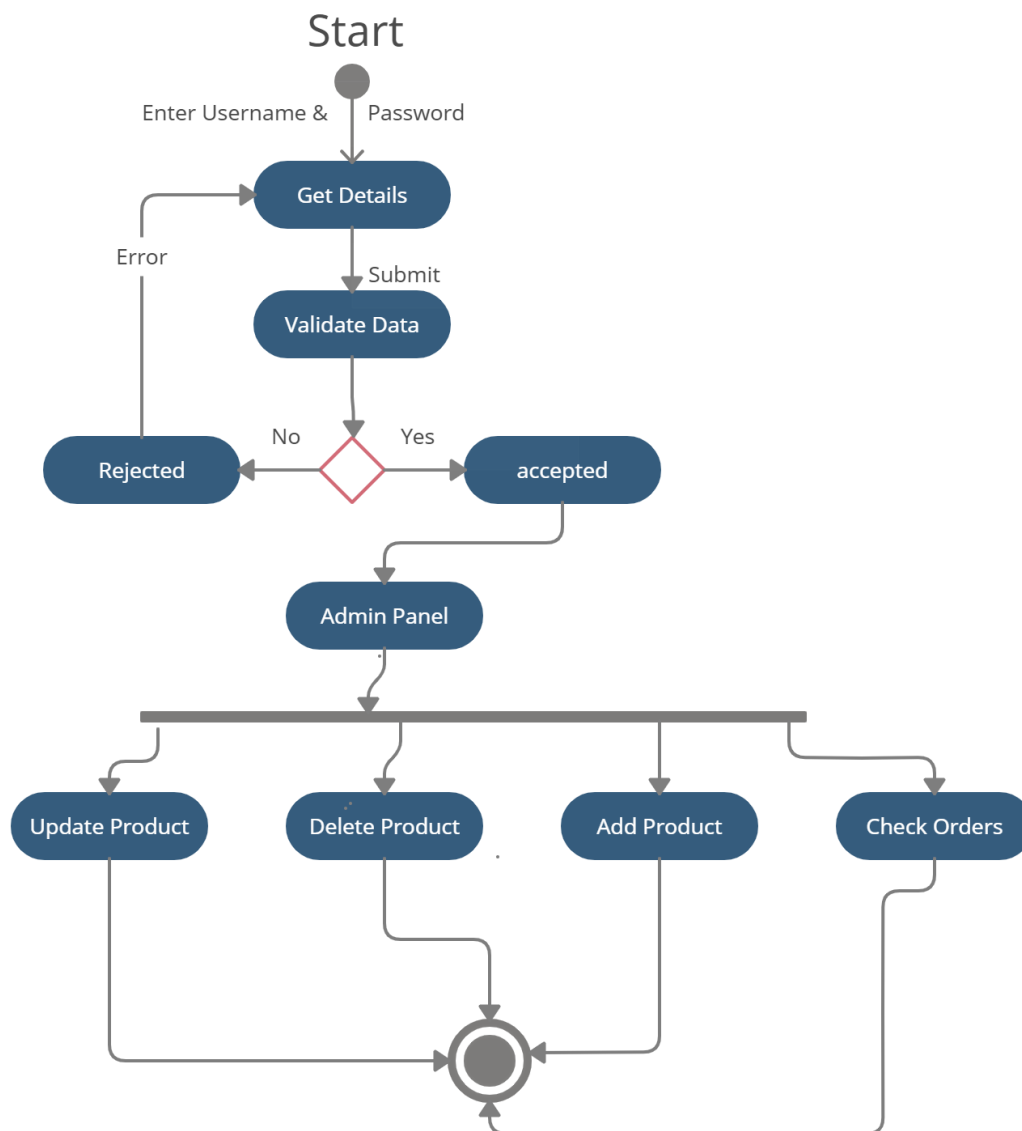 Start
Enter Username & Password
Get Details
Error
Submit
Validate Data
No
Yes
Rejected
accepted
Admin Panel
Update Product
Delete Product
Add Product
Check Orders